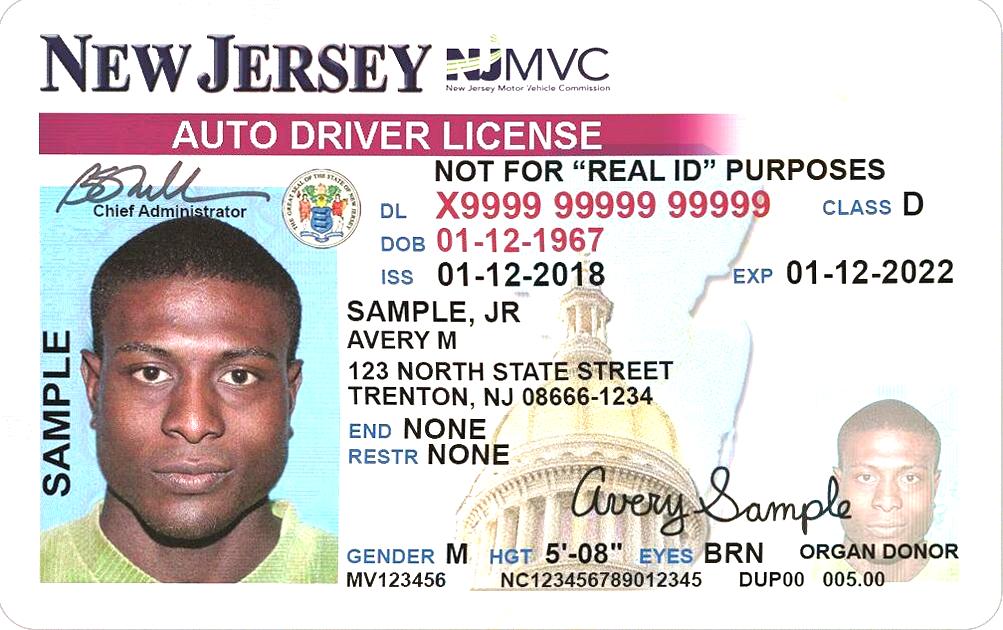 NEW JERSEY NJMVC
New Jersey Motor Vehicle Commission
AUTO DRIVER LICENSE
NOT FOR “REAL ID” PURPOSES
Chief Administrator
THE GREAT SEAL OF THE STATE OF NEW JERSEY
DL X9999 99999 99999 CLASS D
DOB 01-12-1967
ISS 01-12-2018 EXP 01-12-2022
SAMPLE, JR
AVERY M
123 NORTH STATE STREET
TRENTON, NJ 08666-1234
END NONE
RESTR NONE
SAMPLE
Avery Sample
GENDER M HGT 5'-08" EYES BRN ORGAN DONOR
MV123456 NC123456789012345 DUP00 005.00